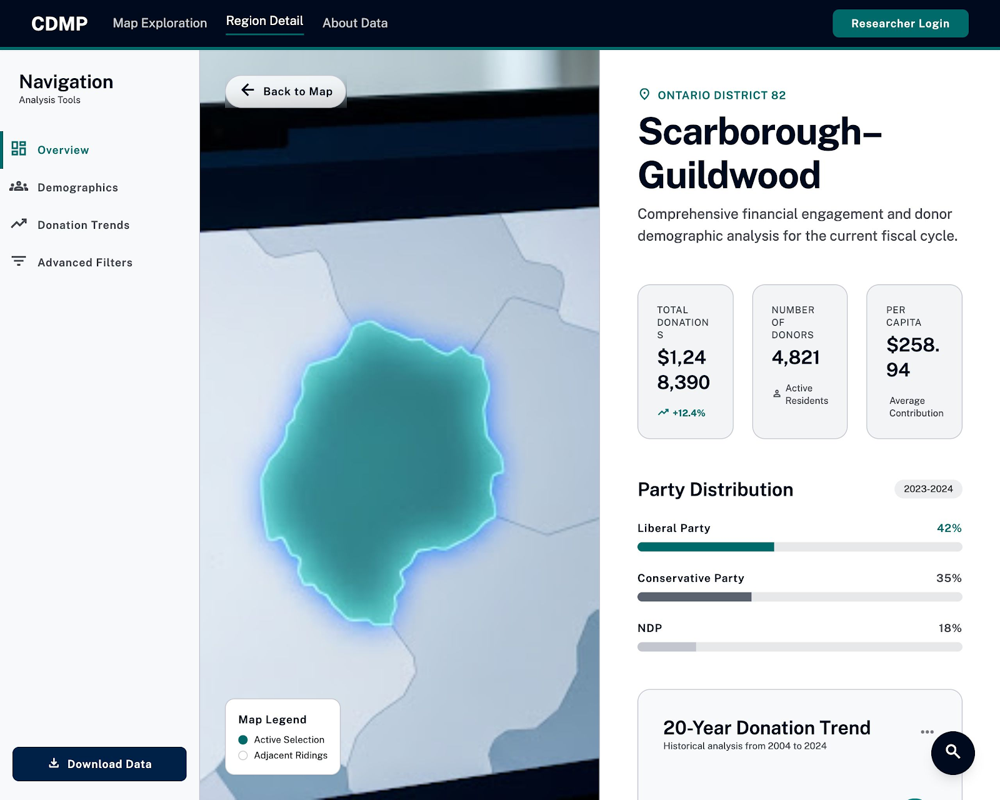 CDMP
Map Exploration
Region Detail
About Data
Researcher Login
Navigation
Analysis Tools
Overview
Demographics
Donation Trends
Advanced Filters
Download Data
Back to Map
Map Legend
Active Selection
Adjacent Ridings
ONTARIO DISTRICT 82
Scarborough–
Guildwood
Comprehensive financial engagement and donor
demographic analysis for the current fiscal cycle.
TOTAL
DONATION
S
$1,24
8,390
+12.4%
NUMBER
OF
DONORS
4,821
Active
Residents
PER
CAPITA
$258.
94
Average
Contribution
Party Distribution
2023-2024
Liberal Party
42%
Conservative Party
35%
NDP
18%
20-Year Donation Trend
Historical analysis from 2004 to 2024